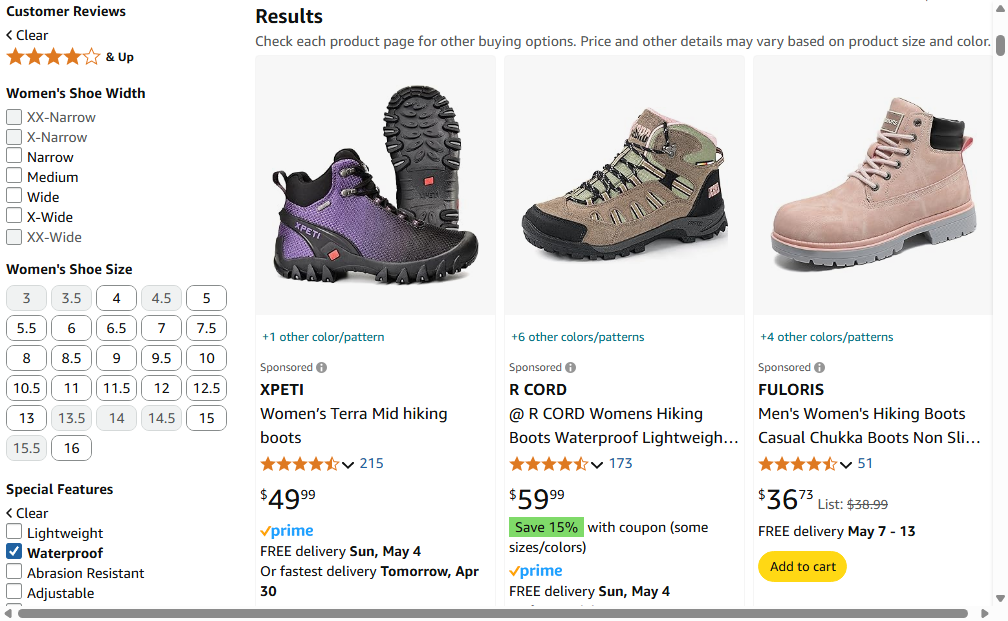 Customer Reviews
Clear
& Up
Women's Shoe Width
XX-Narrow
X-Narrow
Narrow
Medium
Wide
X-Wide
XX-Wide
Women's Shoe Size
3 3.5 4 4.5 5
5.5 6 6.5 7 7.5
8 8.5 9 9.5 10
10.5 11 11.5 12 12.5
13 13.5 14 14.5 15
15.5 16
Special Features
Clear
Lightweight
Waterproof
Abrasion Resistant
Adjustable
Results
Check each product page for other buying options. Price and other details may vary based on product size and color.
XPETI
+1 other color/pattern
Sponsored
XPETI
Women’s Terra Mid hiking
boots
215
$49.99
prime
FREE delivery Sun, May 4
Or fastest delivery Tomorrow, Apr
30
+6 other colors/patterns
Sponsored
R CORD
@ R CORD Womens Hiking
Boots Waterproof Lightweigh…
173
$59.99
Save 15% with coupon (some
sizes/colors)
prime
FREE delivery Sun, May 4
+4 other colors/patterns
Sponsored
FULORIS
Men's Women's Hiking Boots
Casual Chukka Boots Non Sli…
51
$36.73 List: $38.99
FREE delivery May 7 - 13
Add to cart